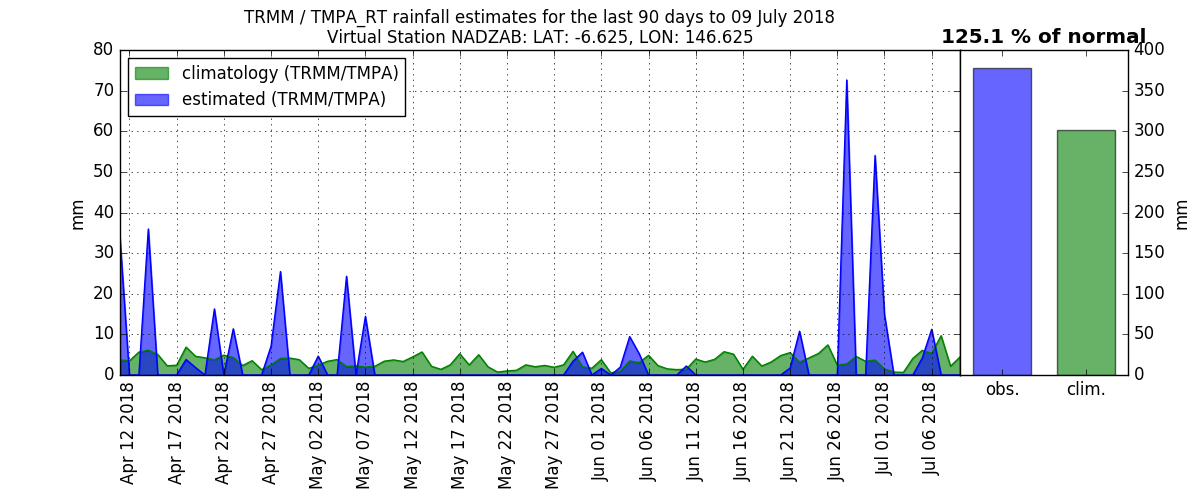 TRMM / TMPA_RT rainfall estimates for the last 90 days to 09 July 2018
Virtual Station NADZAB: LAT: -6.625, LON: 146.625
125.1 % of normal
climatology (TRMM/TMPA)
estimated (TRMM/TMPA)
80
70
60
50
40
30
20
10
0
mm
400
350
300
250
200
150
100
50
0
mm
Apr 12 2018
Apr 17 2018
Apr 22 2018
Apr 27 2018
May 02 2018
May 07 2018
May 12 2018
May 17 2018
May 22 2018
May 27 2018
Jun 01 2018
Jun 06 2018
Jun 11 2018
Jun 16 2018
Jun 21 2018
Jun 26 2018
Jul 01 2018
Jul 06 2018
obs.
clim.